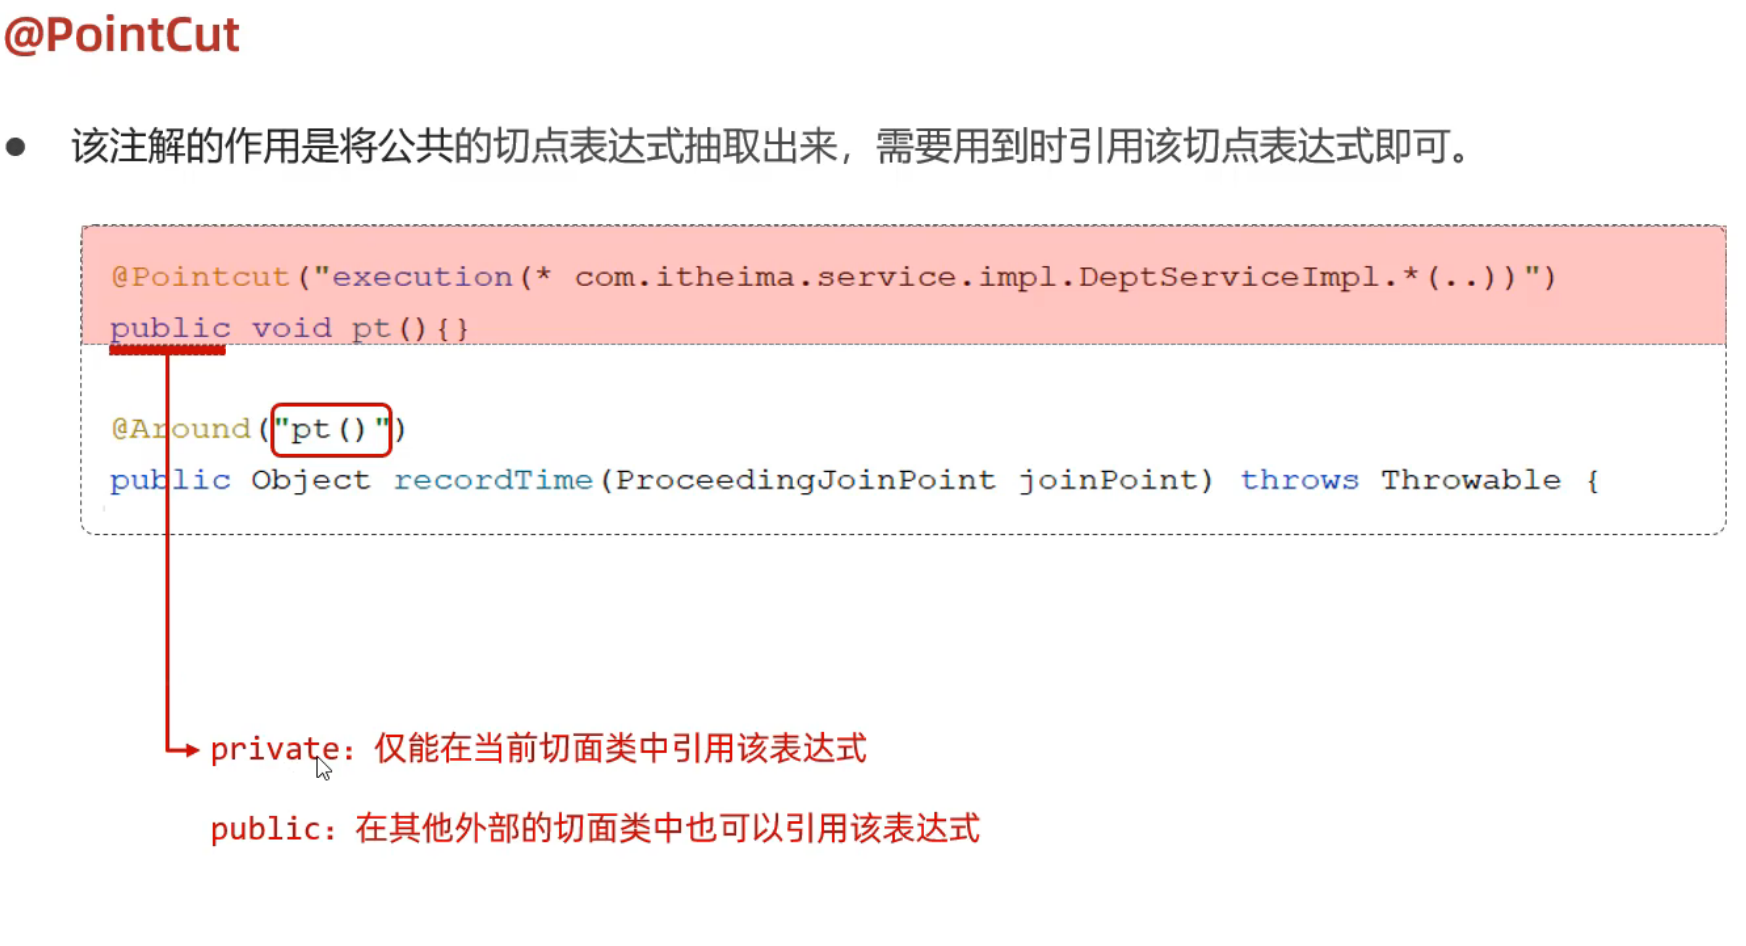 @PointCut
该注解的作用是将公共的切点表达式抽取出来，需要用到时引用该切点表达式即可。
@Pointcut("execution(* com.itheima.service.impl.DeptServiceImpl.*(..))")
public void pt(){}
@Around("pt()")
public Object recordTime(ProceedingJoinPoint joinPoint) throws Throwable {
private：仅能在当前切面类中引用该表达式
public：在其他外部的切面类中也可以引用该表达式